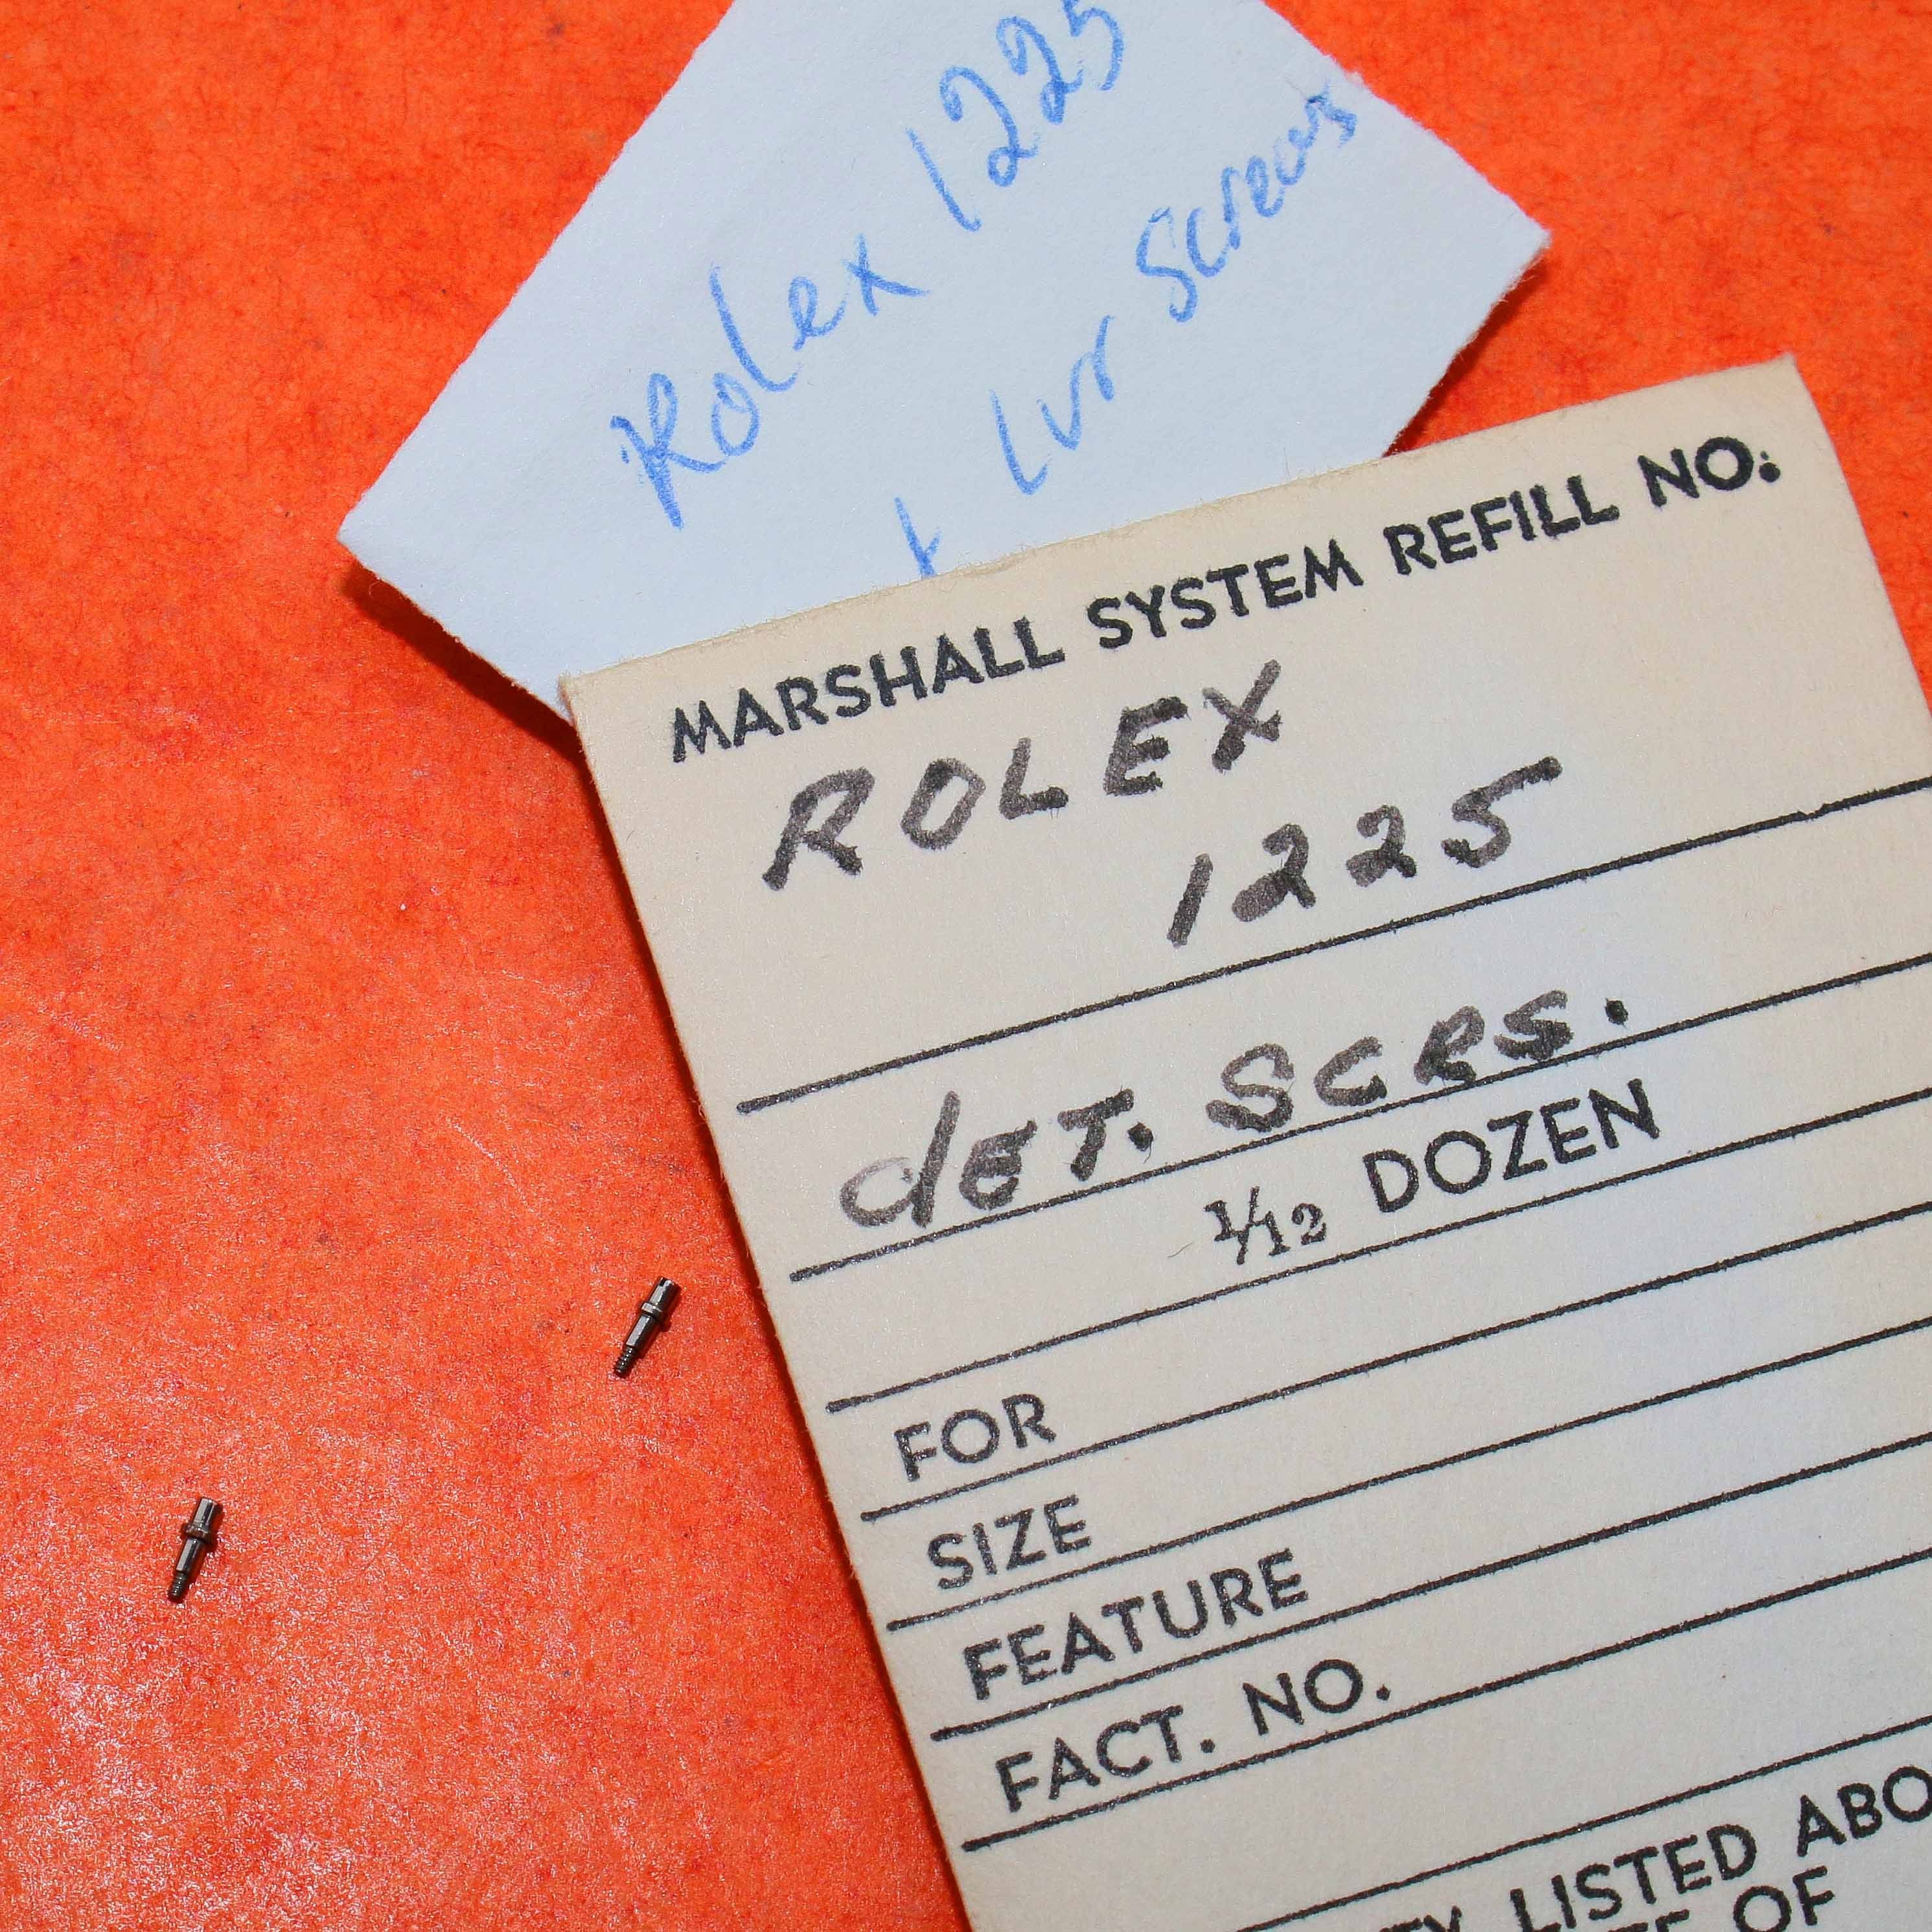 Rolex 1225
t lvr Screws
MARSHALL SYSTEM REFILL NO:
ROLEX
1225
dET. SCRS.
1/12 DOZEN
FOR
SIZE
FEATURE
FACT. NO.
LISTED ABO
OF